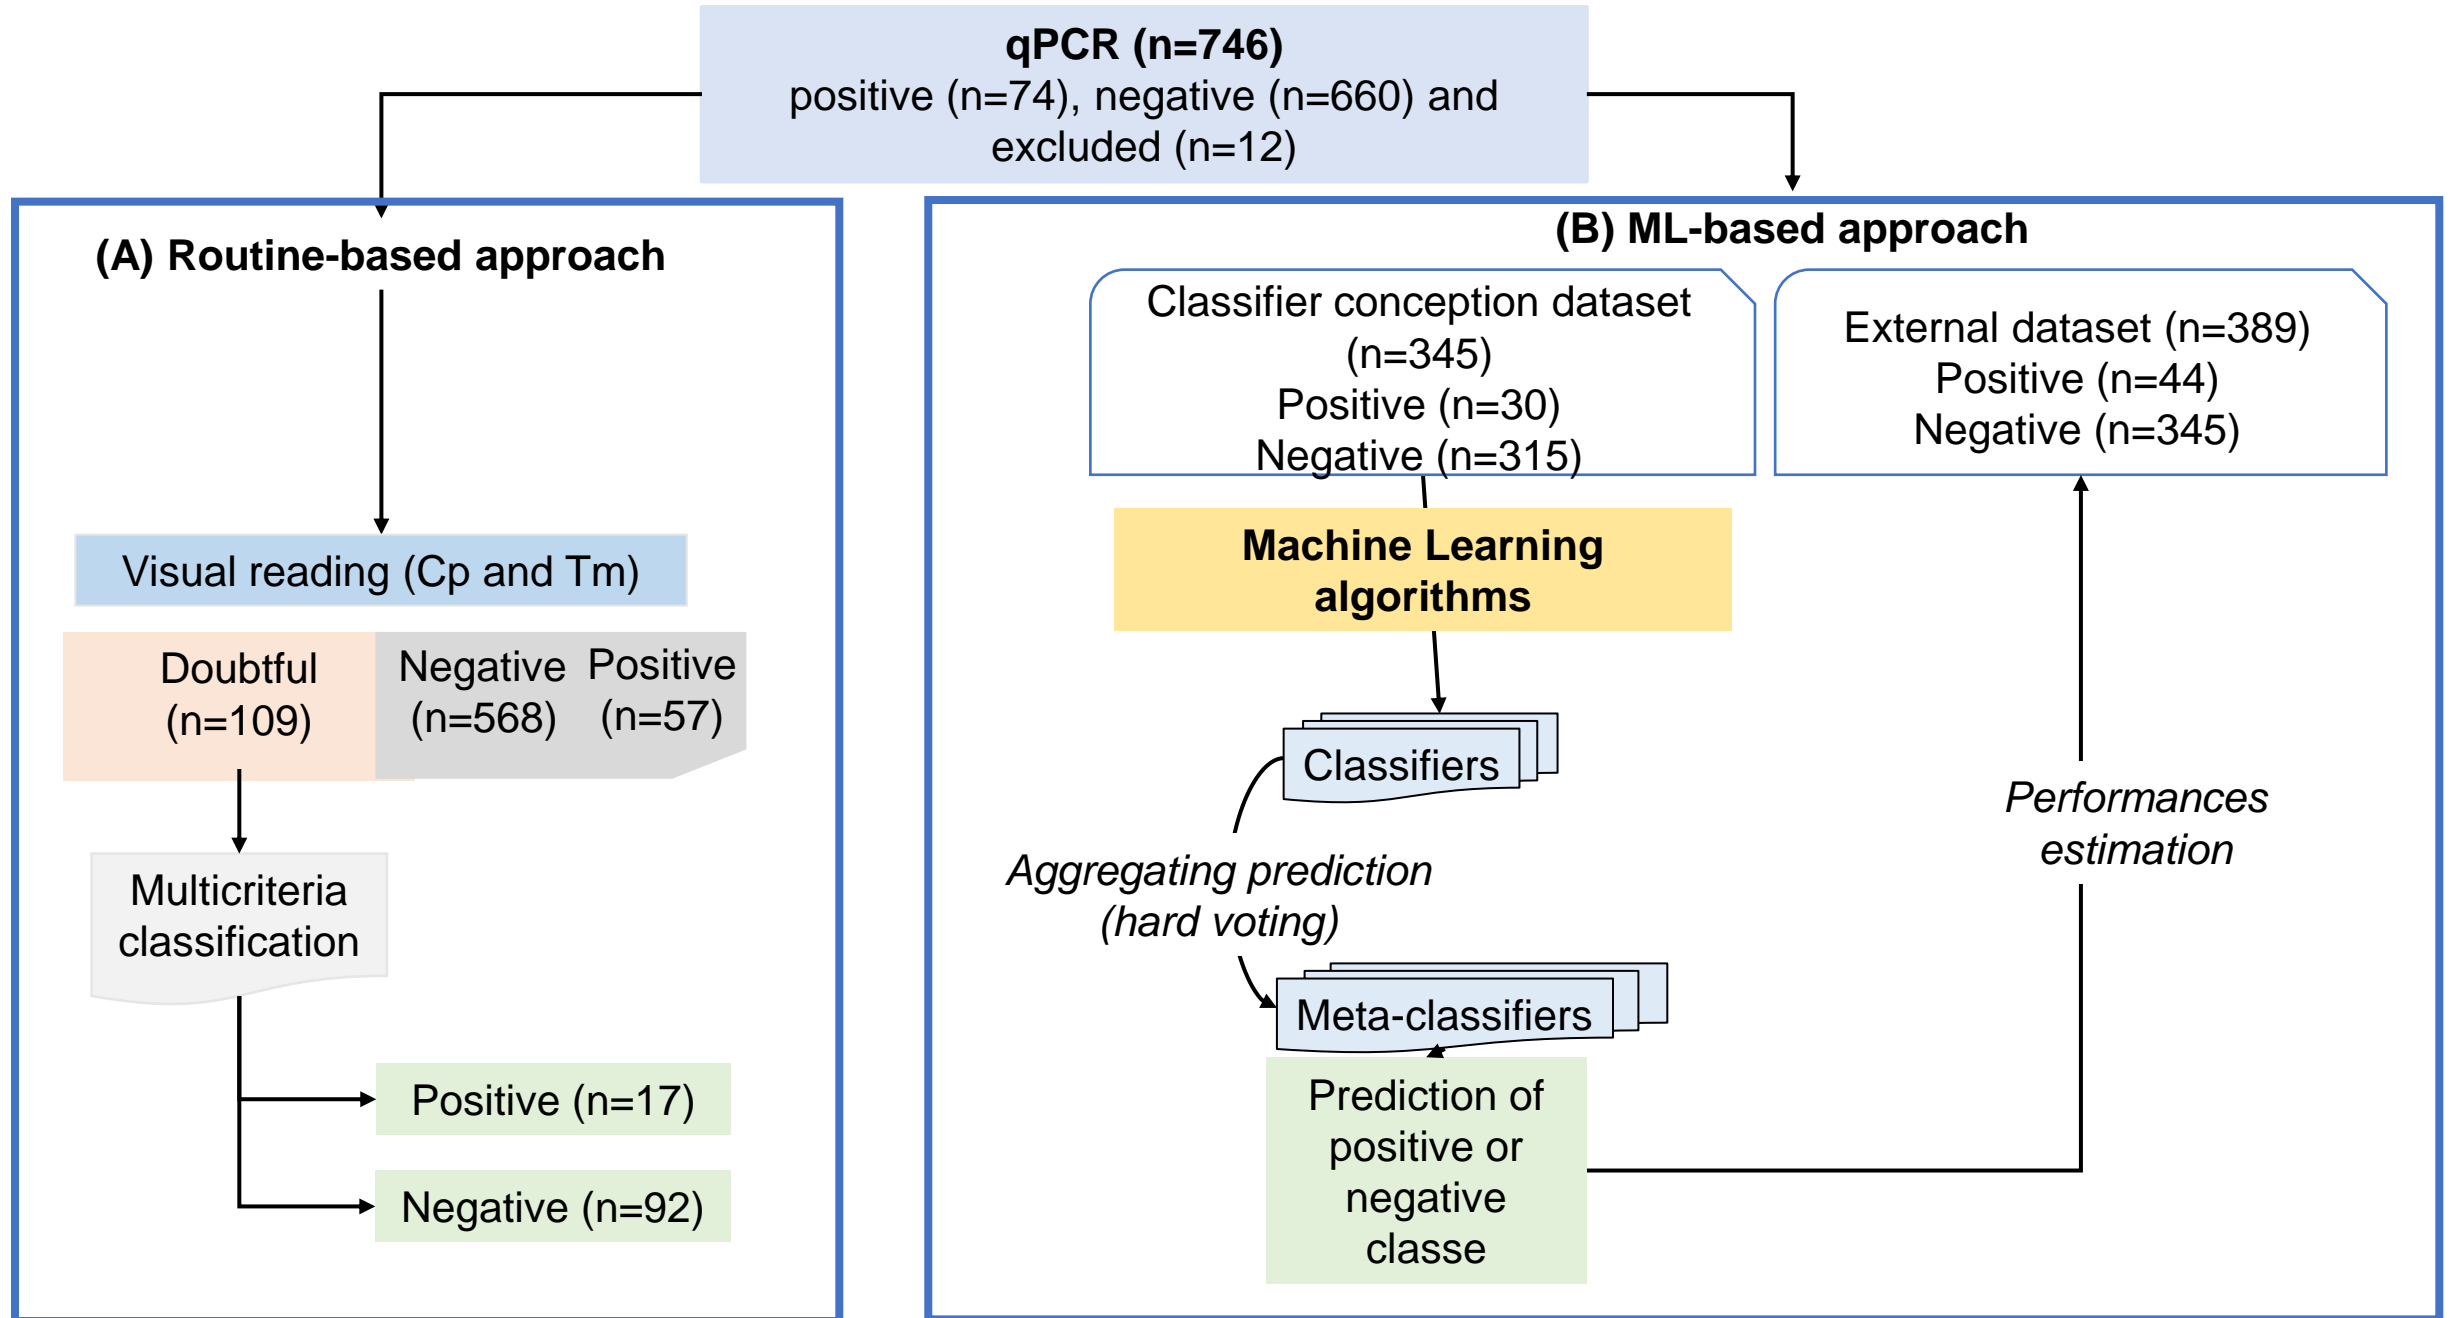 qPCR (n=746)
positive (n=74), negative (n=660) and
excluded (n=12)
(A) Routine-based approach
Visual reading (Cp and Tm)
Doubtful
(n=109)
Negative
(n=568)
Positive
(n=57)
Multicriteria
classification
Positive (n=17)
Negative (n=92)
(B) ML-based approach
Classifier conception dataset
(n=345)
Positive (n=30)
Negative (n=315)
External dataset (n=389)
Positive (n=44)
Negative (n=345)
Machine Learning
algorithms
Classifiers
Aggregating prediction
(hard voting)
Meta-classifiers
Prediction of
positive or
negative
classe
Performances
estimation